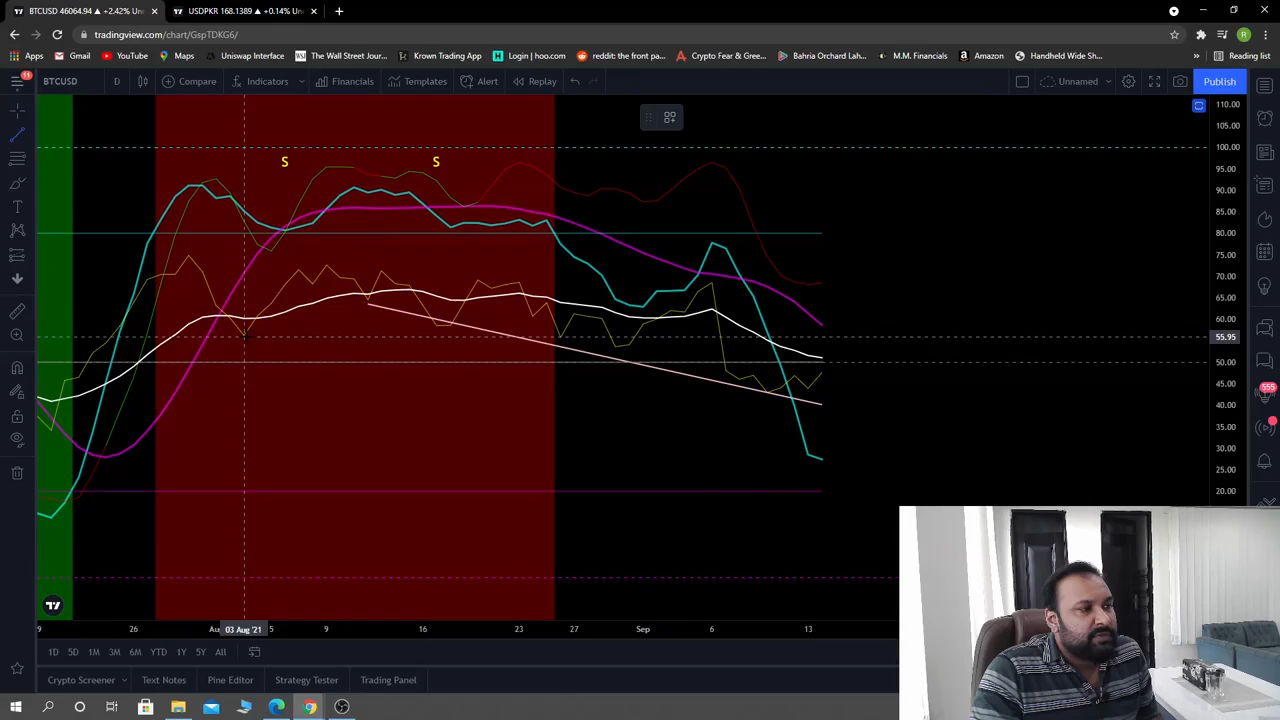 BTCUSD 46064.94 ▲ +2.42% Un
USDPKR 168.1389 ▲ +0.14% Un
tradingview.com/chart/GspTDKG6/
R
Apps
Gmail
YouTube
Maps
Uniswap Interface
The Wall Street Jour...
Krown Trading App
Login | hoo.com
reddit: the front pa...
Crypto Fear & Gree...
Bahria Orchard Lah...
M.M. Financials
Amazon
Handheld Wide Sh...
»
Reading list
11
BTCUSD
D
Compare
Indicators
Financials
Templates
Alert
Replay
Unnamed
Publish
S
S
110.00
105.00
100.00
95.00
90.00
85.00
80.00
75.00
70.00
65.00
60.00
55.95
50.00
45.00
40.00
35.00
30.00
25.00
20.00
555
9
26
Au
03 Aug '21
5
9
16
23
27
Sep
6
13
1D
5D
1M
3M
6M
YTD
1Y
5Y
All
Crypto Screener
Text Notes
Pine Editor
Strategy Tester
Trading Panel